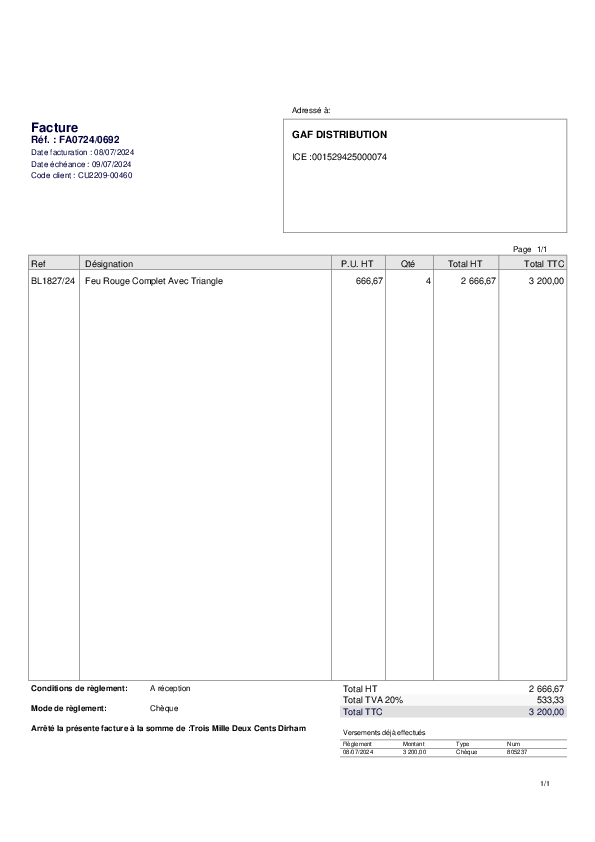 Adressé à:
Facture
Réf. : FA0724/0692
Date facturation : 08/07/2024
Date échéance : 09/07/2024
Code client : CU2209-00460
GAF DISTRIBUTION
ICE :001529425000074
Page 1/1
Ref Désignation P.U. HT Qté Total HT Total TTC
BL1827/24 Feu Rouge Complet Avec Triangle 666,67 4 2 666,67 3 200,00
Conditions de règlement: A réception
Mode de règlement: Chèque
Arrêté la présente facture à la somme de :Trois Mille Deux Cents Dirham
Total HT 2 666,67
Total TVA 20% 533,33
Total TTC 3 200,00
Versements déjà effectués
Règlement Montant Type Num
08/07/2024 3 200,00 Chèque 805237
1/1